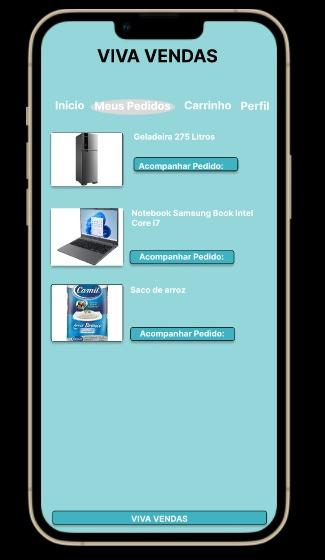 VIVA VENDAS
Inicio Meus Pedidos Carrinho Perfil
Geladeira 275 Litros
Acompanhar Pedido:
Notebook Samsung Book Intel
Core i7
Acompanhar Pedido:
Saco de arroz
Camil
Acompanhar Pedido:
VIVA VENDAS